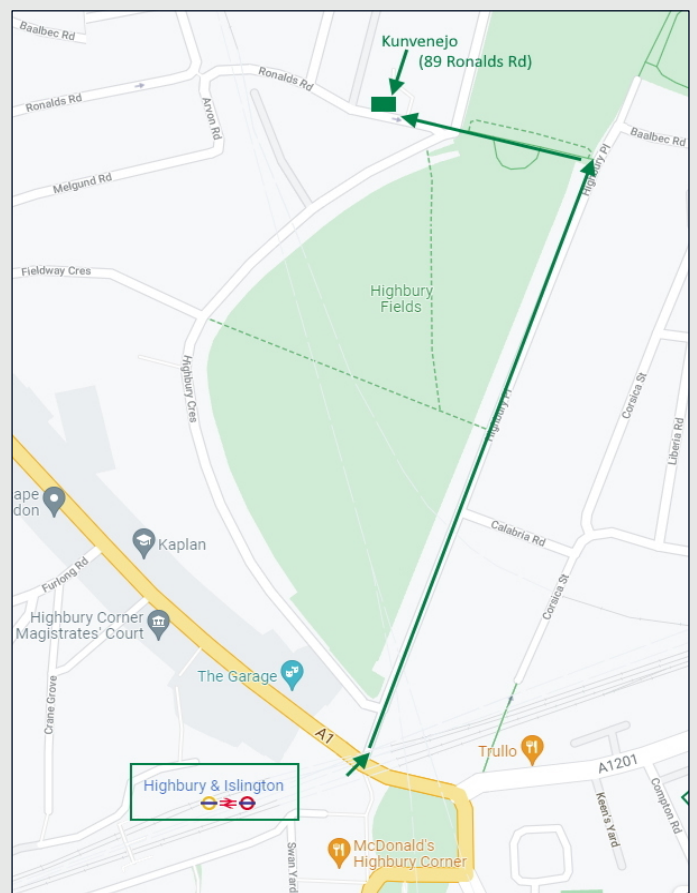 Baalbec Rd
Kunvenejo
(89 Ronalds Rd)
Ronalds Rd
Ronalds Rd
Arvon Rd
Baalbec Rd
Highbury Pl
Melgund Rd
Fieldway Cres
Highbury
Fields
Highbury Cres
Highbury Pl
Corsica St
Liberia Rd
ape
don
Kaplan
Calabria Rd
Furlong Rd
Corsica St
Highbury Corner
Magistrates' Court
The Garage
Crane Grove
A1
Trullo
A1201
Highbury & Islington
Keen's Yard
Compton Rd
Swan Yard
McDonald's
Highbury Corner